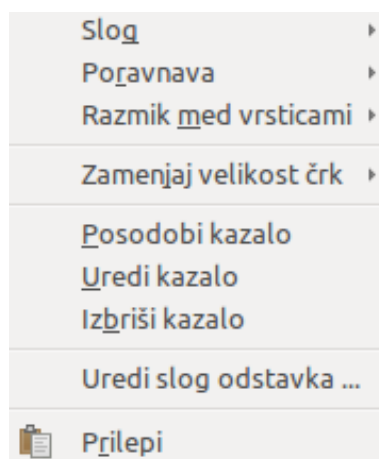 Slog
Poravnava
Razmik med vrsticami
Zamenjaj velikost črk
Posodobi kazalo
Uredi kazalo
Izbriši kazalo
Uredi slog odstavka ...
Prilepi